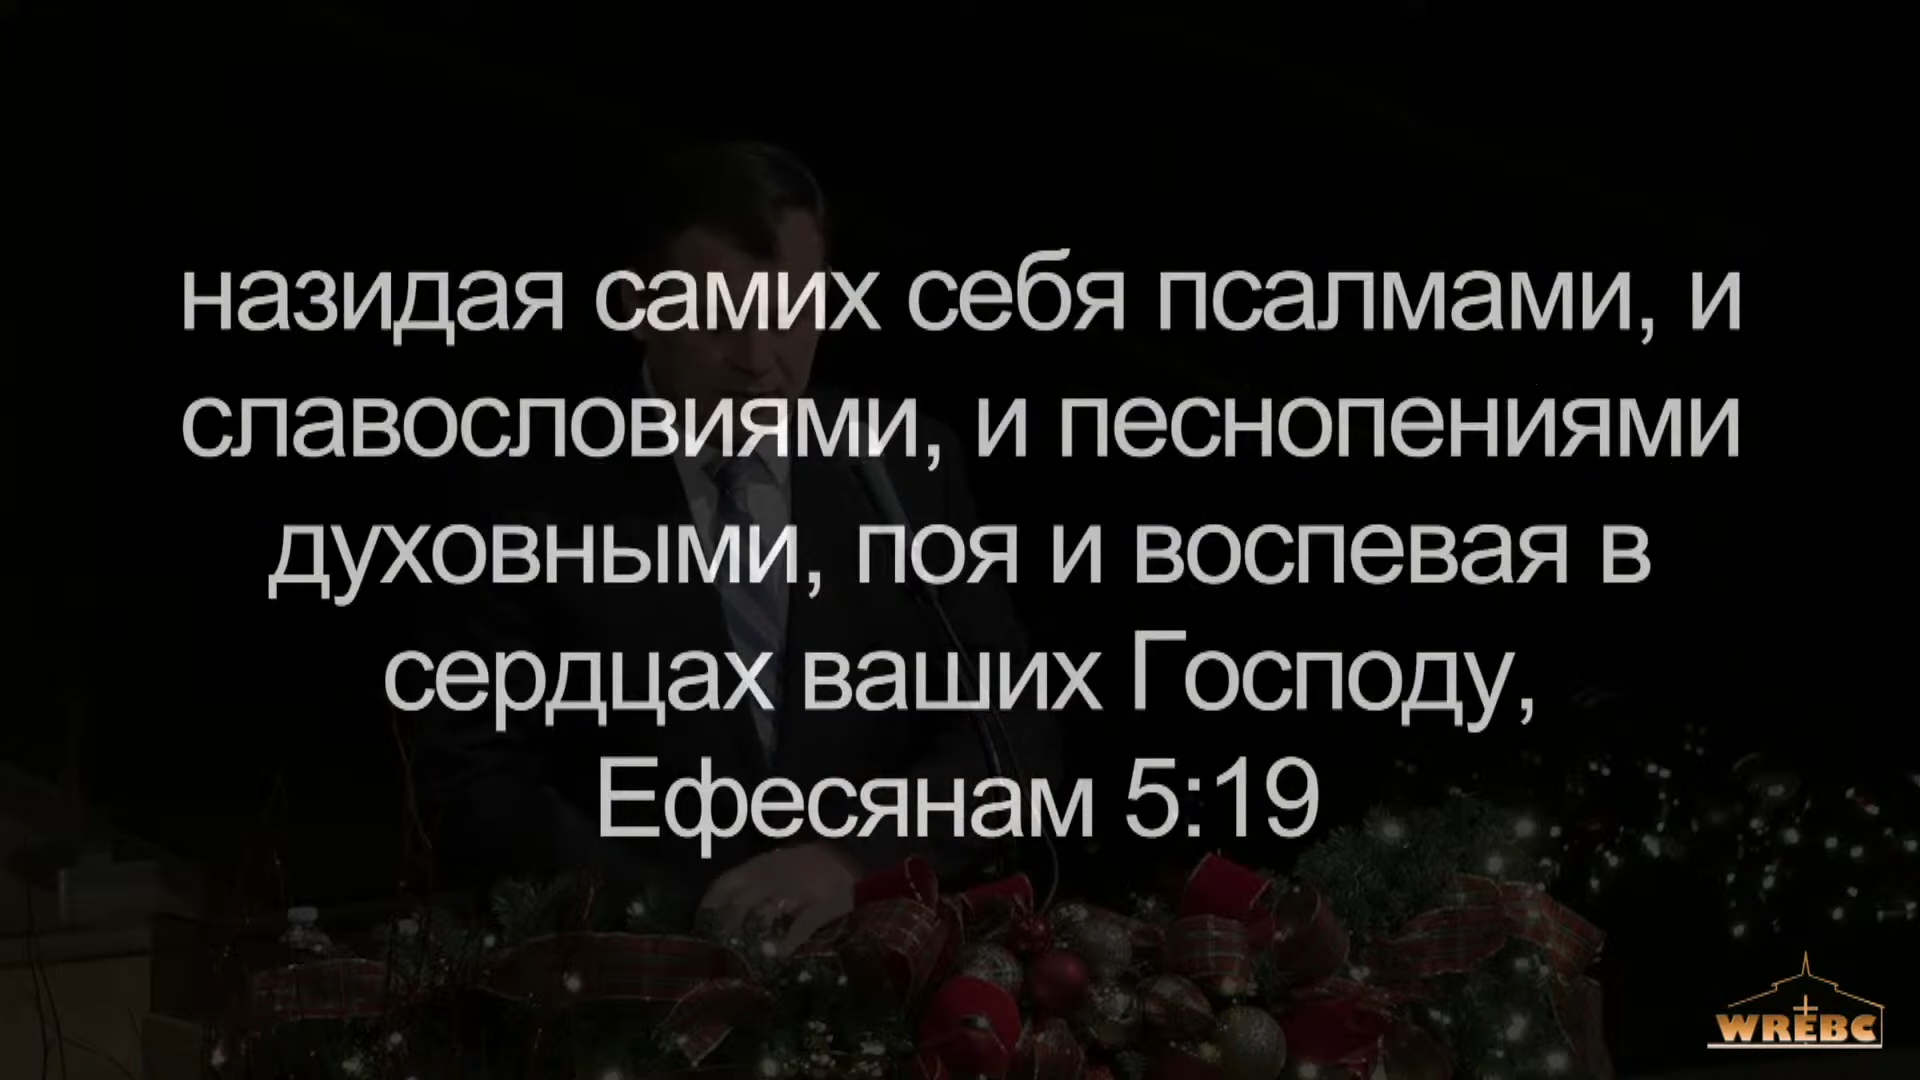 назидая самих себя псалмами, и
славословиями, и песнопениями
духовными, поя и воспевая в
сердцах ваших Господу,
Ефесянам 5:19
WREBC